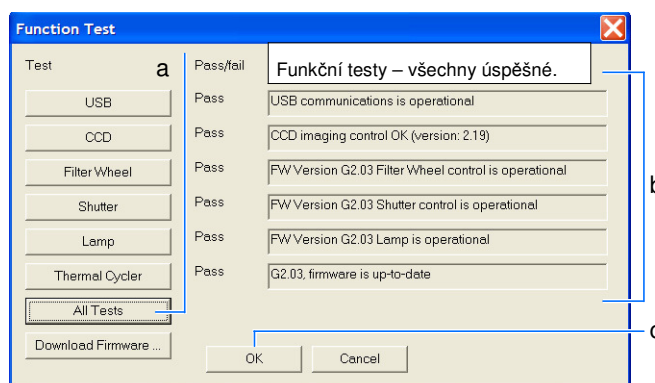 Function Test
Test a Pass/fail Funkční testy – všechny úspěšné.
USB Pass USB communications is operational
CCD Pass CCD imaging control OK (version: 2.19)
Filter Wheel Pass FW Version G2.03 Filter Wheel control is operational
b
Shutter Pass FW Version G2.03 Shutter control is operational
Lamp Pass FW Version G2.03 Lamp is operational
Thermal Cycler Pass G2.03, firmware is up-to-date
All Tests
Download Firmware ...
OK Cancel